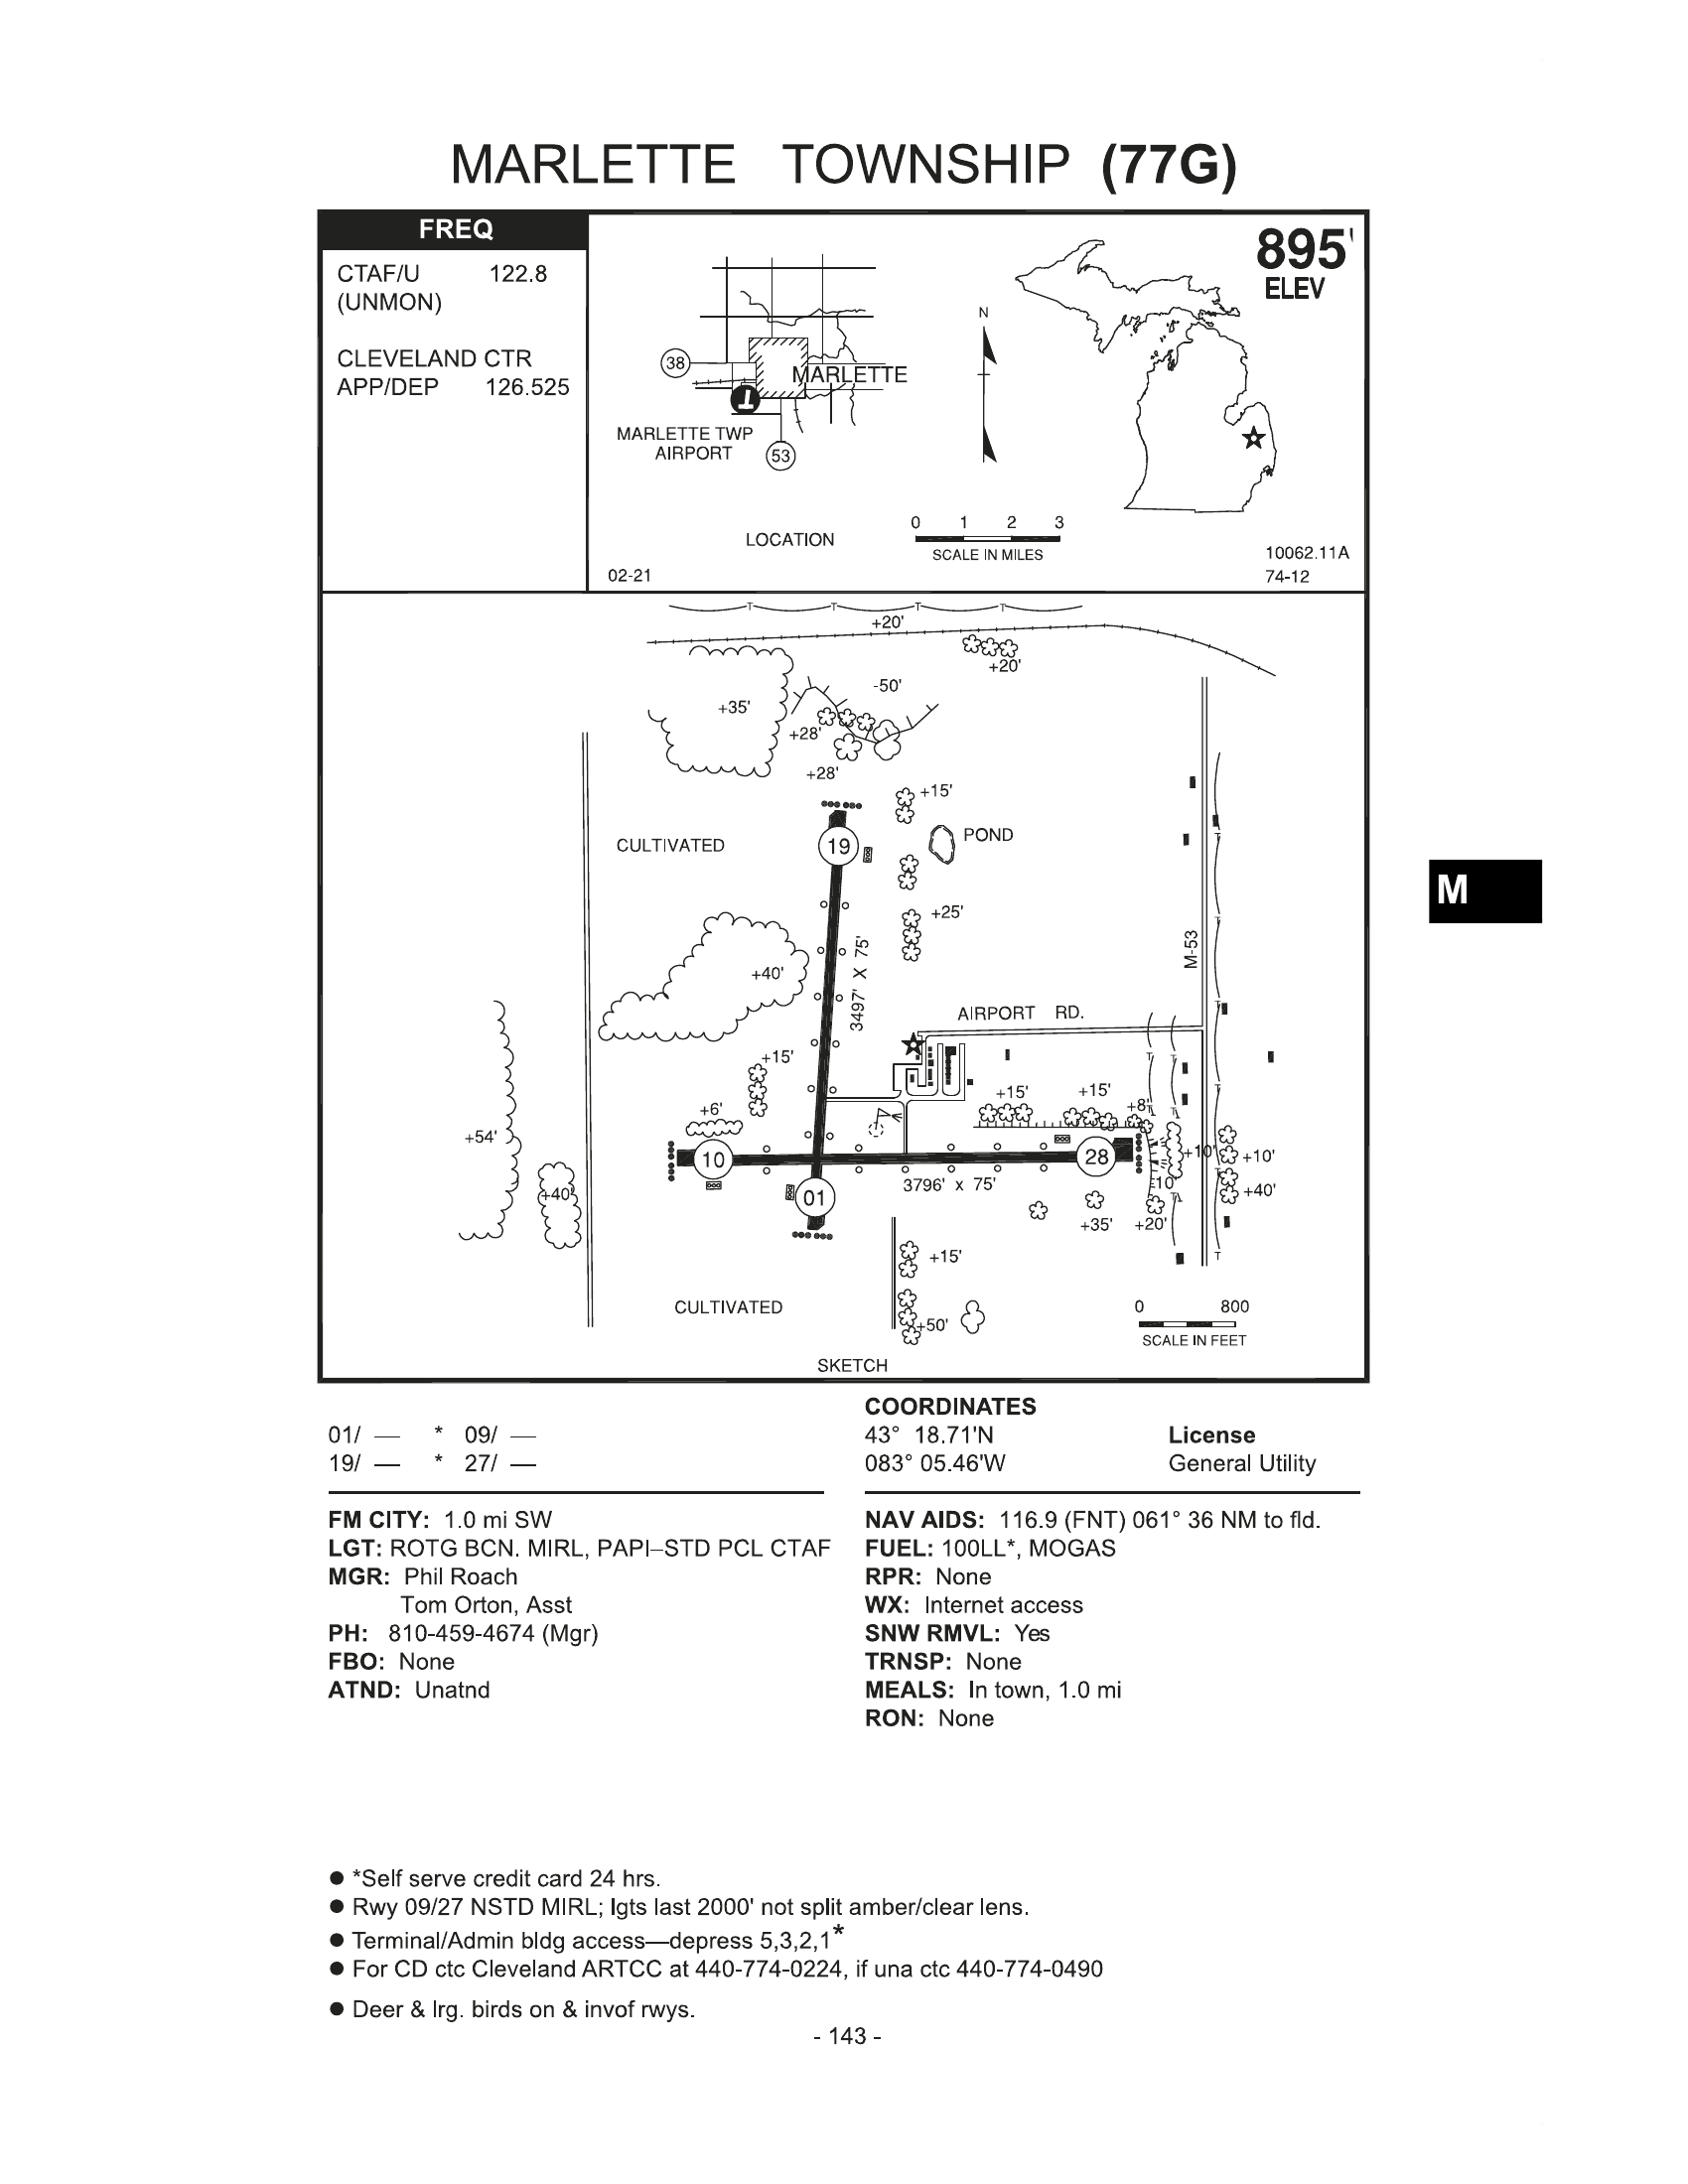 MARLETTE TOWNSHIP (77G)
FREQ
CTAF/U 122.8
(UNMON)
CLEVELAND CTR
APP/DEP 126.525
895'
ELEV
N
38
MARLETTE
MARLETTE TWP
AIRPORT
53
0 1 2 3
SCALE IN MILES
LOCATION
02-21
10062.11A
74-12
T T T T
+20'
+20'
-50'
+35'
+28'
+28'
+15'
POND
CULTIVATED
19
+25'
3497' X 75'
M-53
+40'
AIRPORT RD.
+15'
+15' +15'
+6'
+8'
+54'
10
28
+10'
+10'
+40'
01
3796' x 75'
-10'
+40'
+35' +20'
+15'
CULTIVATED
+50'
0 800
SCALE IN FEET
SKETCH
01/ — * 09/ —
19/ — * 27/ —
COORDINATES
43° 18.71'N
083° 05.46'W
License
General Utility
FM CITY: 1.0 mi SW
LGT: ROTG BCN. MIRL, PAPI–STD PCL CTAF
MGR: Phil Roach
Tom Orton, Asst
PH: 810-459-4674 (Mgr)
FBO: None
ATND: Unatnd
NAV AIDS: 116.9 (FNT) 061° 36 NM to fld.
FUEL: 100LL*, MOGAS
RPR: None
WX: Internet access
SNW RMVL: Yes
TRNSP: None
MEALS: In town, 1.0 mi
RON: None
● *Self serve credit card 24 hrs.
● Rwy 09/27 NSTD MIRL; lgts last 2000' not split amber/clear lens.
● Terminal/Admin bldg access—depress 5,3,2,1*
● For CD ctc Cleveland ARTCC at 440-774-0224, if una ctc 440-774-0490
● Deer & lrg. birds on & invof rwys.
- 143 -
M